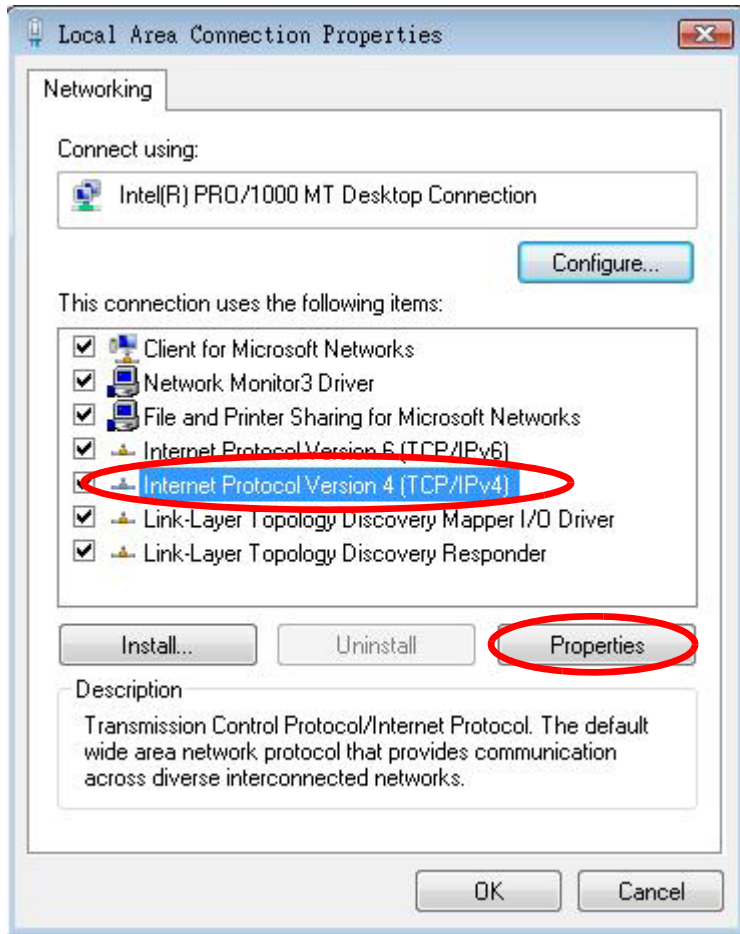 Local Area Connection Properties
Networking
Connect using:
Intel(R) PRO/1000 MT Desktop Connection
Configure...
This connection uses the following items:
Client for Microsoft Networks
Network Monitor3 Driver
File and Printer Sharing for Microsoft Networks
Internet Protocol Version 6 (TCP/IPv6)
Internet Protocol Version 4 (TCP/IPv4)
Link-Layer Topology Discovery Mapper I/O Driver
Link-Layer Topology Discovery Responder
Install... Uninstall Properties
Description
Transmission Control Protocol/Internet Protocol. The default
wide area network protocol that provides communication
across diverse interconnected networks.
OK Cancel